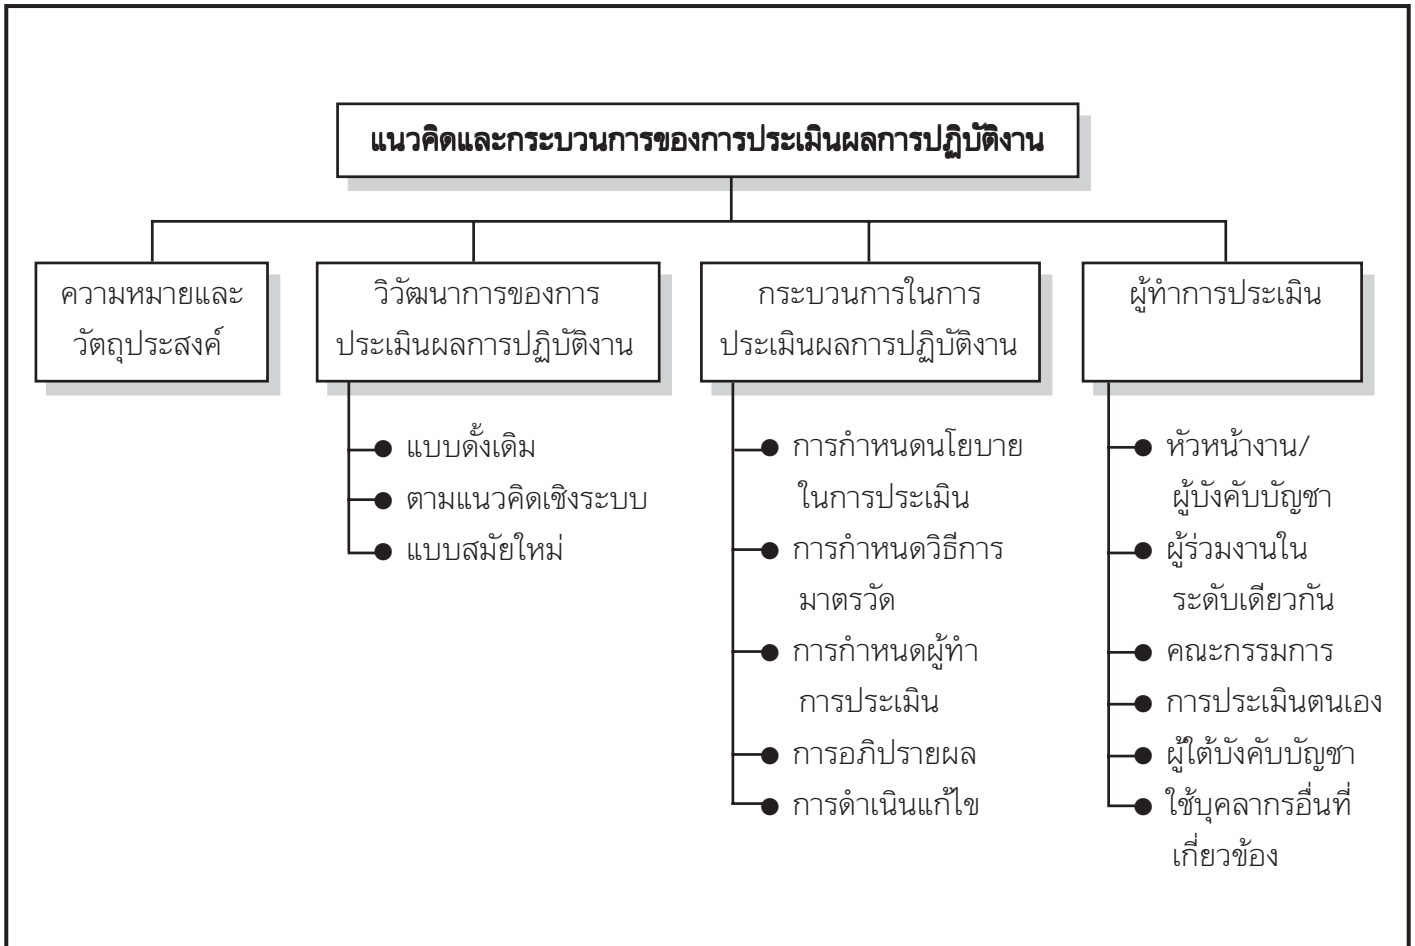 แนวคิดและกระบวนการของการประเมินผลการปฏิบัติงาน
ความหมายและ
วัตถุประสงค์
วิวัฒนาการของการ
ประเมินผลการปฏิบัติงาน
แบบดั้งเดิม
ตามแนวคิดเชิงระบบ
แบบสมัยใหม่
กระบวนการในการ
ประเมินผลการปฏิบัติงาน
การกำหนดนโยบาย
ในการประเมิน
การกำหนดวิธีการ
มาตรวัด
การกำหนดผู้ทำ
การประเมิน
การอภิปรายผล
การดำเนินแก้ไข
ผู้ทำการประเมิน
หัวหน้างาน/
ผู้บังคับบัญชา
ผู้ร่วมงานใน
ระดับเดียวกัน
คณะกรรมการ
การประเมินตนเอง
ผู้ใต้บังคับบัญชา
ใช้บุคลากรอื่นที่
เกี่ยวข้อง